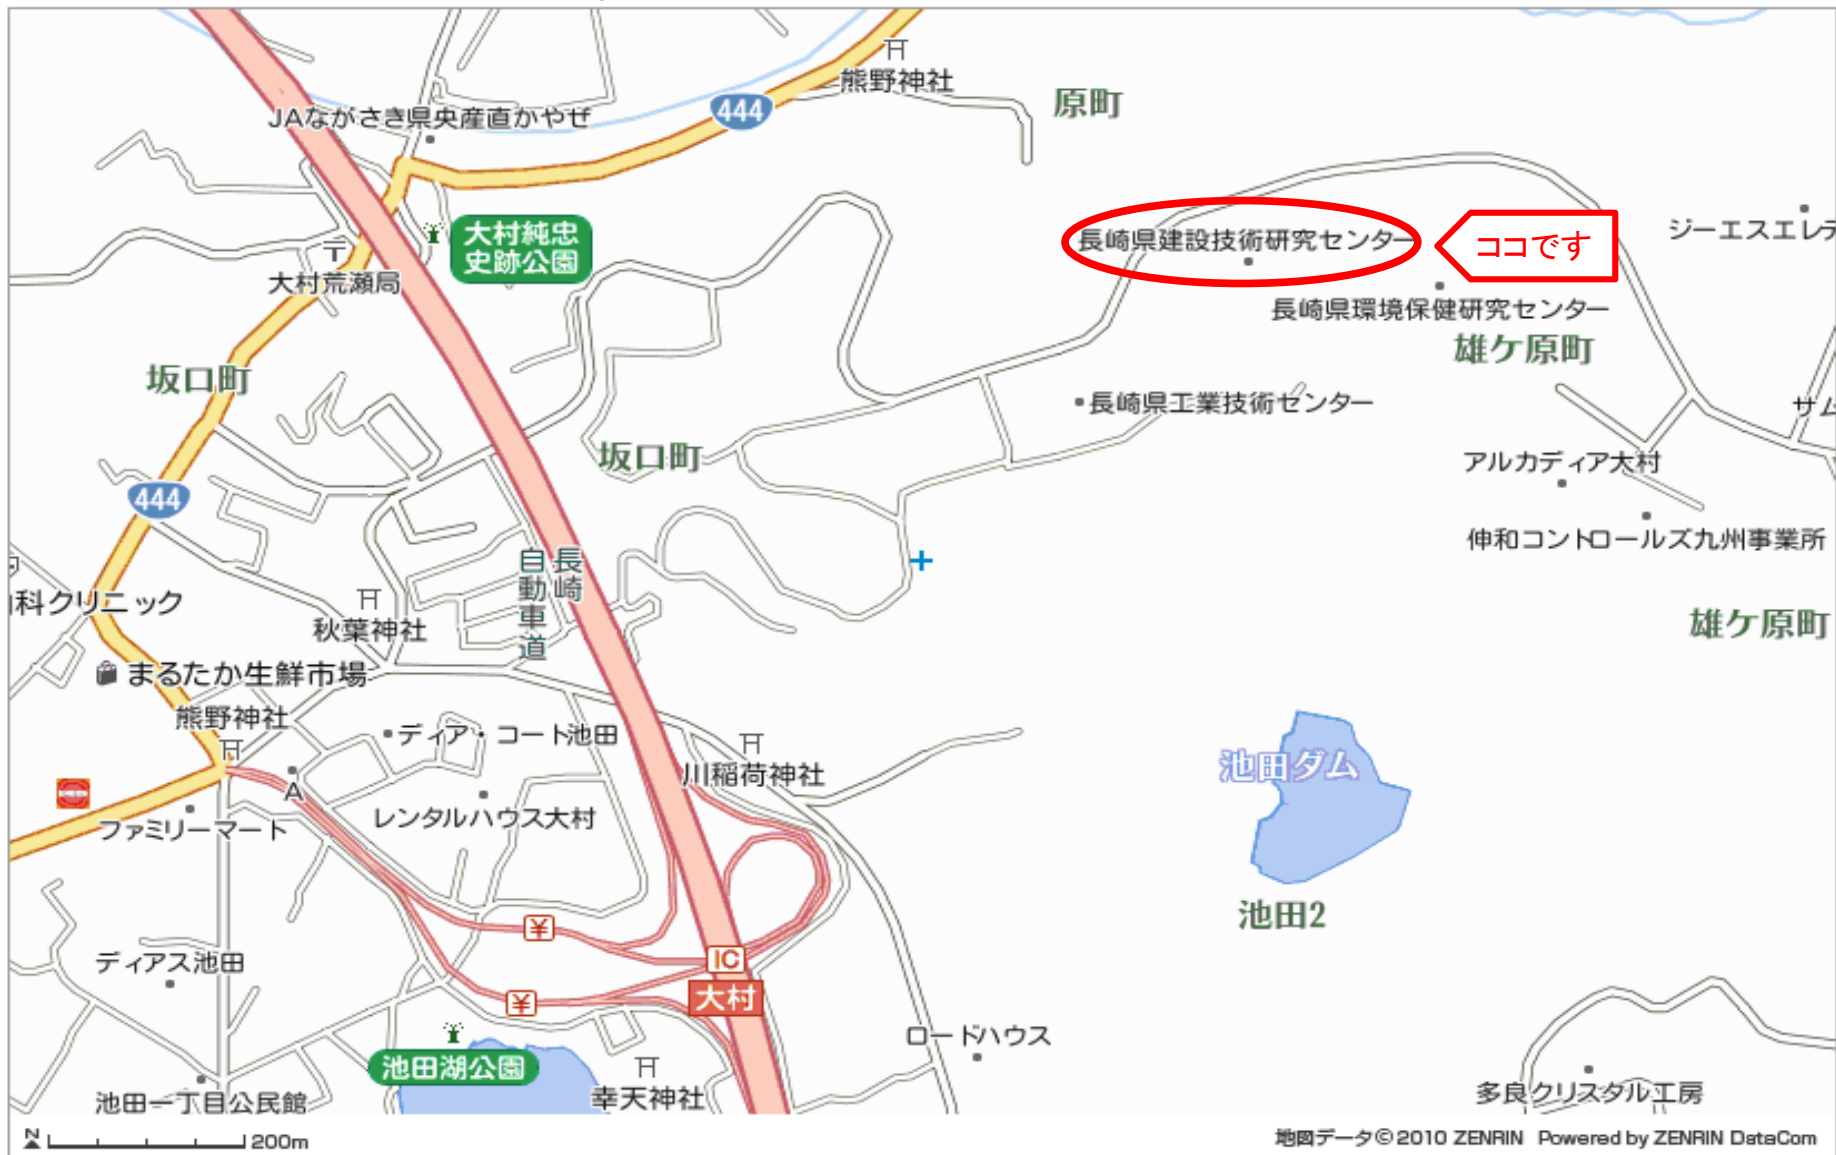 熊野神社
原町
444
JAながさき県央産直かやぜ
大村純忠
史跡公園
ジーエスエレデ
長崎県建設技術研究センター
ココです
大村荒瀬局
長崎県環境保健研究センター
雄ケ原町
坂口町
長崎県工業技術センター
サム
坂口町
アルカディア大村
444
伸和コントロールズ九州事業所
長崎
自動車道
科クリニック
秋葉神社
雄ケ原町
まるたか生鮮市場
熊野神社
ディア・コート池田
川稲荷神社
池田ダム
A
レンタルハウス大村
ファミリーマート
池田2
¥
IC
ディアス池田
大村
¥
ロードハウス
池田湖公園
幸天神社
多良クリスタル工房
池田一丁目公民館
N
200m
地図データ©2010 ZENRIN Powered by ZENRIN DataCom